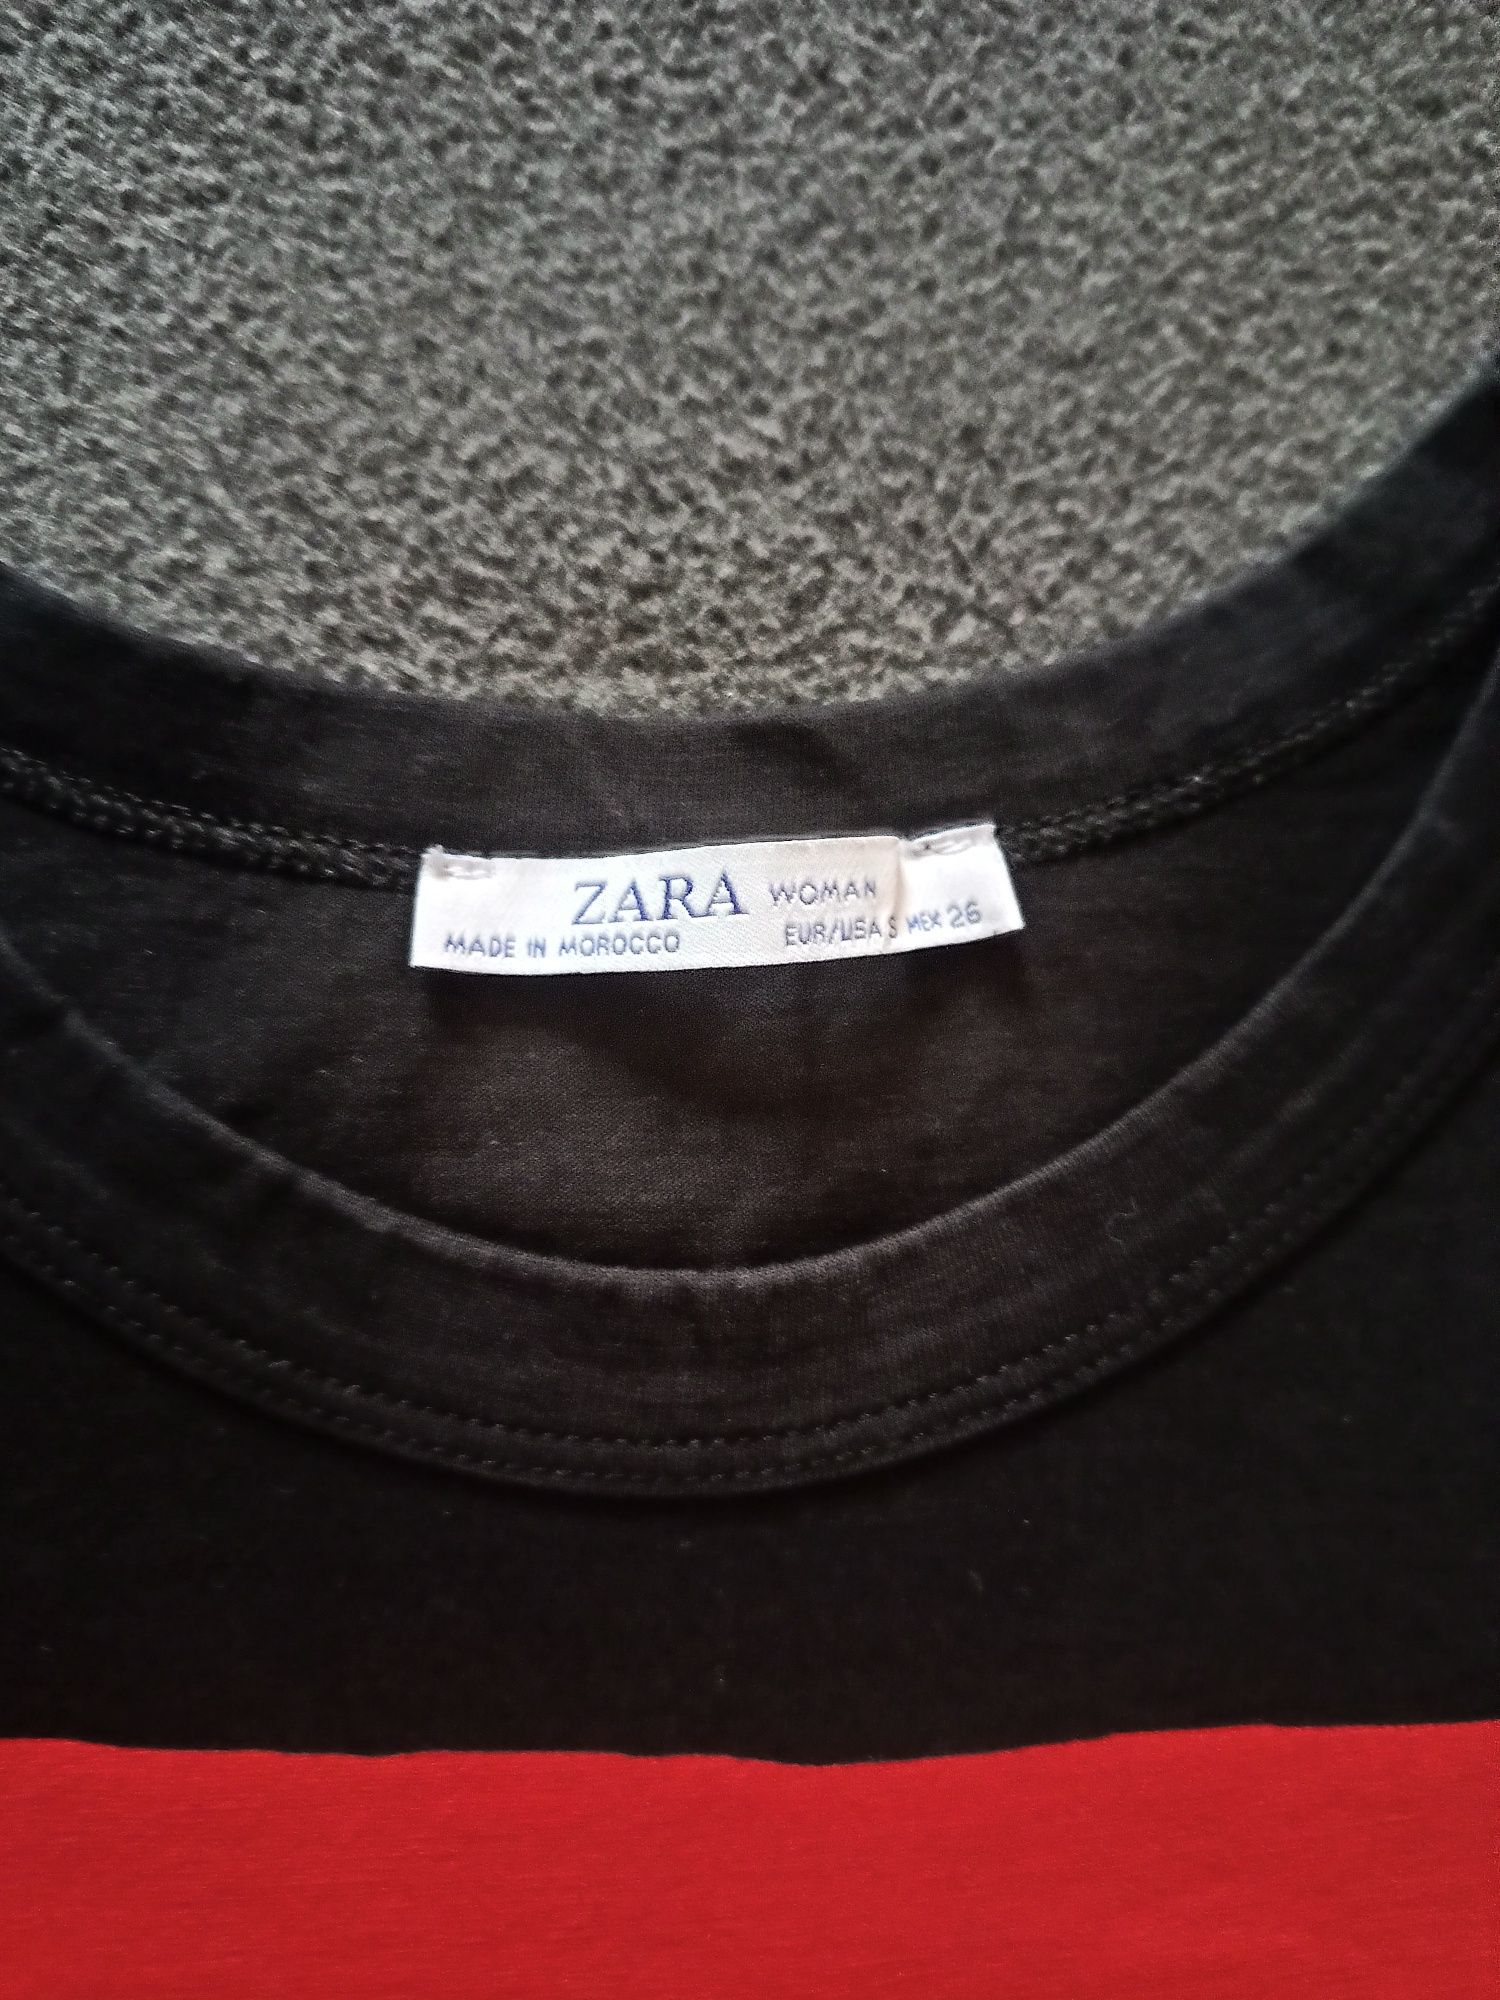 ZARA WOMAN
MADE IN MOROCCO EUR/USA S MEX 26